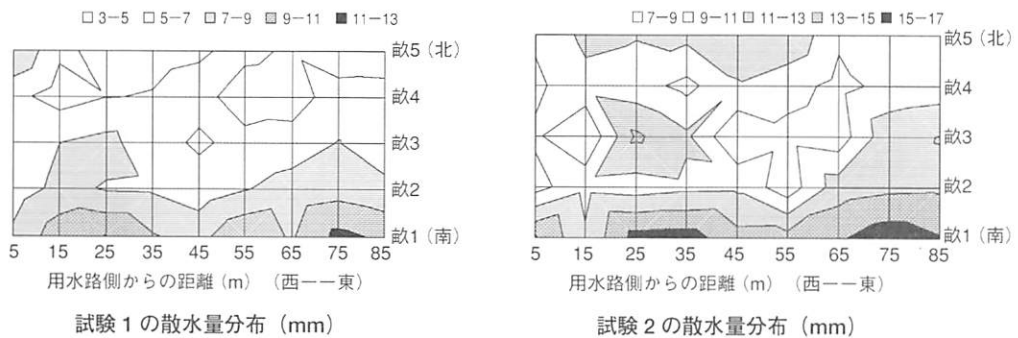 □ 3－5 □ 5－7 □ 7－9 □ 9－11 ■ 11－13
畝5（北）
畝4
畝3
畝2
畝1（南）
5 15 25 35 45 55 65 75 85
用水路側からの距離（m）（西——東）
試験 1 の散水量分布（mm）
□ 7－9 □ 9－11 □ 11－13 □ 13－15 ■ 15－17
畝5（北）
畝4
畝3
畝2
畝1（南）
5 15 25 35 45 55 65 75 85
用水路側からの距離（m）（西——東）
試験 2 の散水量分布（mm）